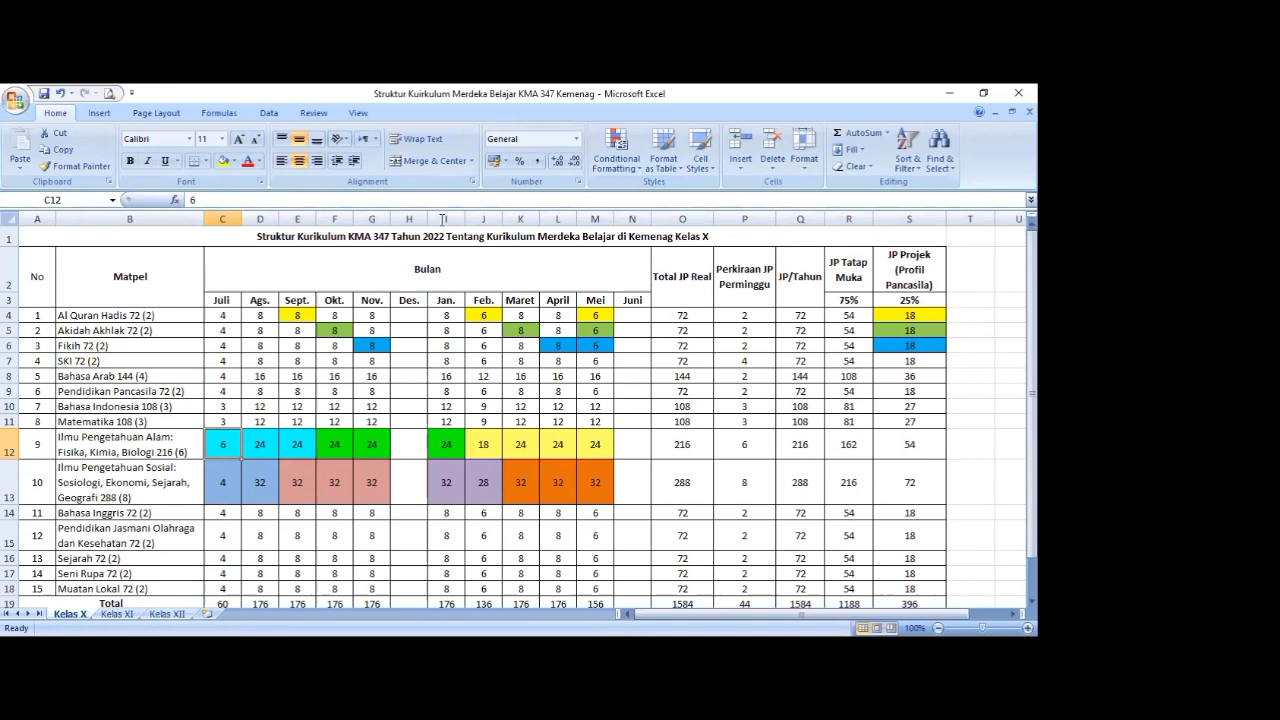 Struktur Kuirkulum Merdeka Belajar KMA 347 Kemenag - Microsoft Excel
Home Insert Page Layout Formulas Data Review View
Paste Cut Copy Format Painter Clipboard
Calibri 11 Font
Wrap Text Merge & Center Alignment
General Number
Conditional Formatting Format as Table Cell Styles Styles
Insert Delete Format Cells
AutoSum Fill Clear Sort & Filter Find & Select Editing
C12 fx 6
A B C D E F G H I J K L M N O P Q R S T U
1 Struktur Kurikulum KMA 347 Tahun 2022 Tentang Kurikulum Merdeka Belajar di Kemenag Kelas X
2 No Matpel Bulan Total JP Real Perkiraan JP Perminggu JP/Tahun JP Tatap Muka JP Projek (Profil Pancasila)
3 Juli Ags. Sept. Okt. Nov. Des. Jan. Feb. Maret April Mei Juni 75% 25%
4 1 Al Quran Hadis 72 (2) 4 8 8 8 8 8 6 8 8 6 72 2 72 54 18
5 2 Akidah Akhlak 72 (2) 4 8 8 8 8 8 6 8 8 6 72 2 72 54 18
6 3 Fikih 72 (2) 4 8 8 8 8 8 6 8 8 6 72 2 72 54 18
7 4 SKI 72 (2) 4 8 8 8 8 8 6 8 8 6 72 4 72 54 18
8 5 Bahasa Arab 144 (4) 4 16 16 16 16 16 12 16 16 16 144 2 144 108 36
9 6 Pendidikan Pancasila 72 (2) 4 8 8 8 8 8 6 8 8 6 72 2 72 54 18
10 7 Bahasa Indonesia 108 (3) 3 12 12 12 12 12 9 12 12 12 108 3 108 81 27
11 8 Matematika 108 (3) 3 12 12 12 12 12 9 12 12 12 108 3 108 81 27
12 9 Ilmu Pengetahuan Alam: Fisika, Kimia, Biologi 216 (6) 6 24 24 24 24 24 18 24 24 24 216 6 216 162 54
13 10 Ilmu Pengetahuan Sosial: Sosiologi, Ekonomi, Sejarah, Geografi 288 (8) 4 32 32 32 32 32 28 32 32 32 288 8 288 216 72
14 11 Bahasa Inggris 72 (2) 4 8 8 8 8 8 6 8 8 6 72 2 72 54 18
15 12 Pendidikan Jasmani Olahraga dan Kesehatan 72 (2) 4 8 8 8 8 8 6 8 8 6 72 2 72 54 18
16 13 Sejarah 72 (2) 4 8 8 8 8 8 6 8 8 6 72 2 72 54 18
17 14 Seni Rupa 72 (2) 4 8 8 8 8 8 6 8 8 6 72 2 72 54 18
18 15 Muatan Lokal 72 (2) 4 8 8 8 8 8 6 8 8 6 72 2 72 54 18
19 Total 60 176 176 176 176 176 136 176 176 156 1584 44 1584 1188 396
Kelas X Kelas XI Kelas XII
Ready 100%